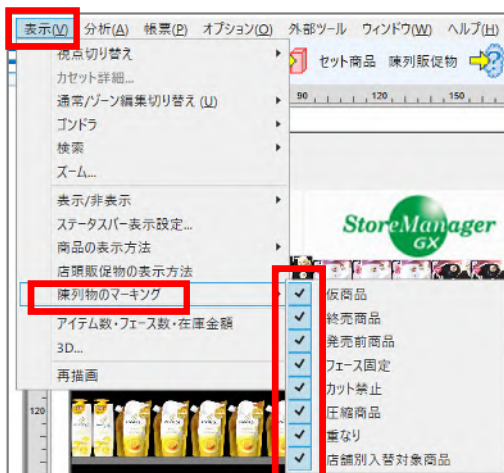 表示(V) 分析(A) 帳票(P) オプション(O) 外部ツール ウィンドウ(W) ヘルプ(H)
視点切り替え
カセット詳細...
通常/ゾーン編集切り替え(U)
ゴンドラ
検索
ズーム...
表示/非表示
ステータスバー表示設定...
商品の表示方法
店頭販促物の表示方法
陳列物のマーキング
アイテム数・フェース数・在庫金額
3D...
再描画
セット商品 陳列販促物
90 120 150
StoreManager
GX
仮商品
終売商品
発売前商品
フェース固定
カット禁止
圧縮商品
重なり
店舗別入替対象商品
120